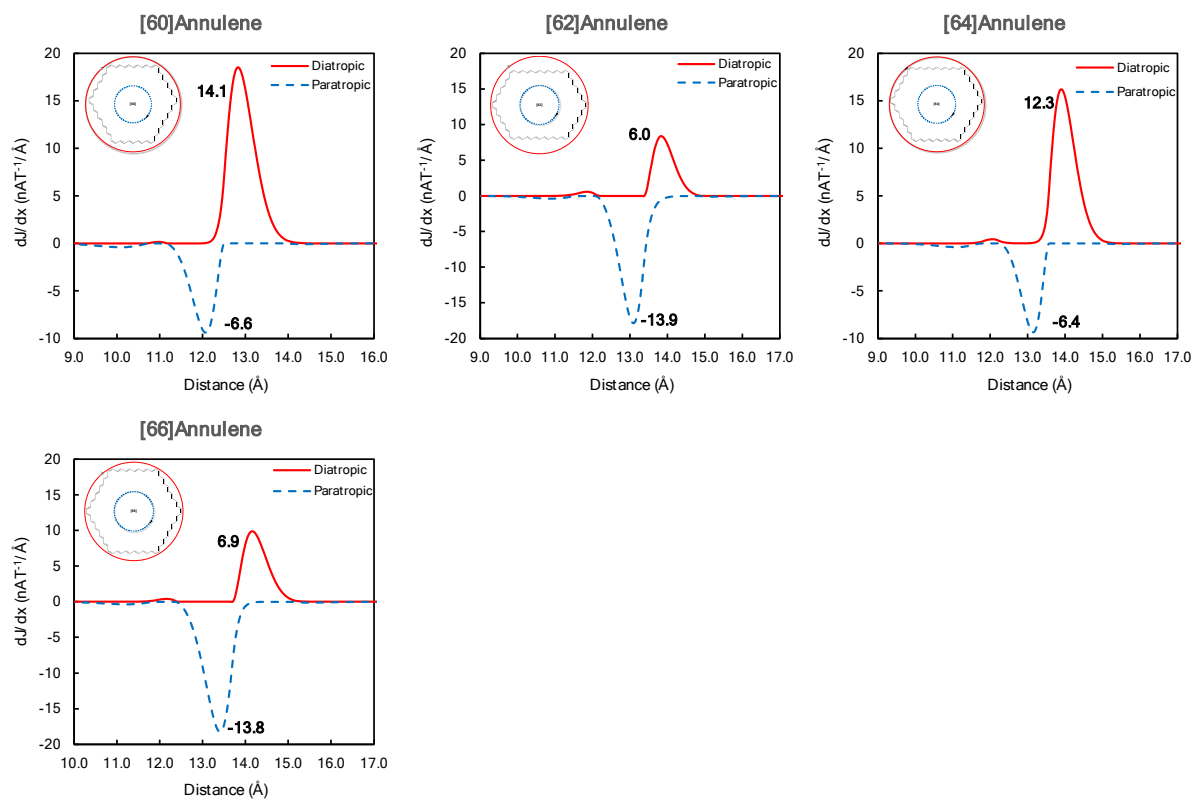 [60]Annulene
20
15
10
5
0
-5
-10
dJ/ dx (nAT⁻¹/ Å)
14.1
-6.6
Diatropic
Paratropic
[60]
9.0 10.0 11.0 12.0 13.0 14.0 15.0 16.0
Distance (Å)
[62]Annulene
20
15
10
5
0
-5
-10
-15
-20
dJ/ dx (nAT⁻¹/ Å)
6.0
-13.9
Diatropic
Paratropic
9.0 10.0 11.0 12.0 13.0 14.0 15.0 16.0 17.0
Distance (Å)
[64]Annulene
20
15
10
5
0
-5
-10
dJ/ dx (nAT⁻¹/ Å)
12.3
-6.4
Diatropic
Paratropic
[64]
9.0 10.0 11.0 12.0 13.0 14.0 15.0 16.0 17.0
Distance (Å)
[66]Annulene
20
15
10
5
0
-5
-10
-15
-20
dJ/ dx (nAT⁻¹/ Å)
6.9
-13.8
Diatropic
Paratropic
[66]
10.0 11.0 12.0 13.0 14.0 15.0 16.0 17.0
Distance (Å)